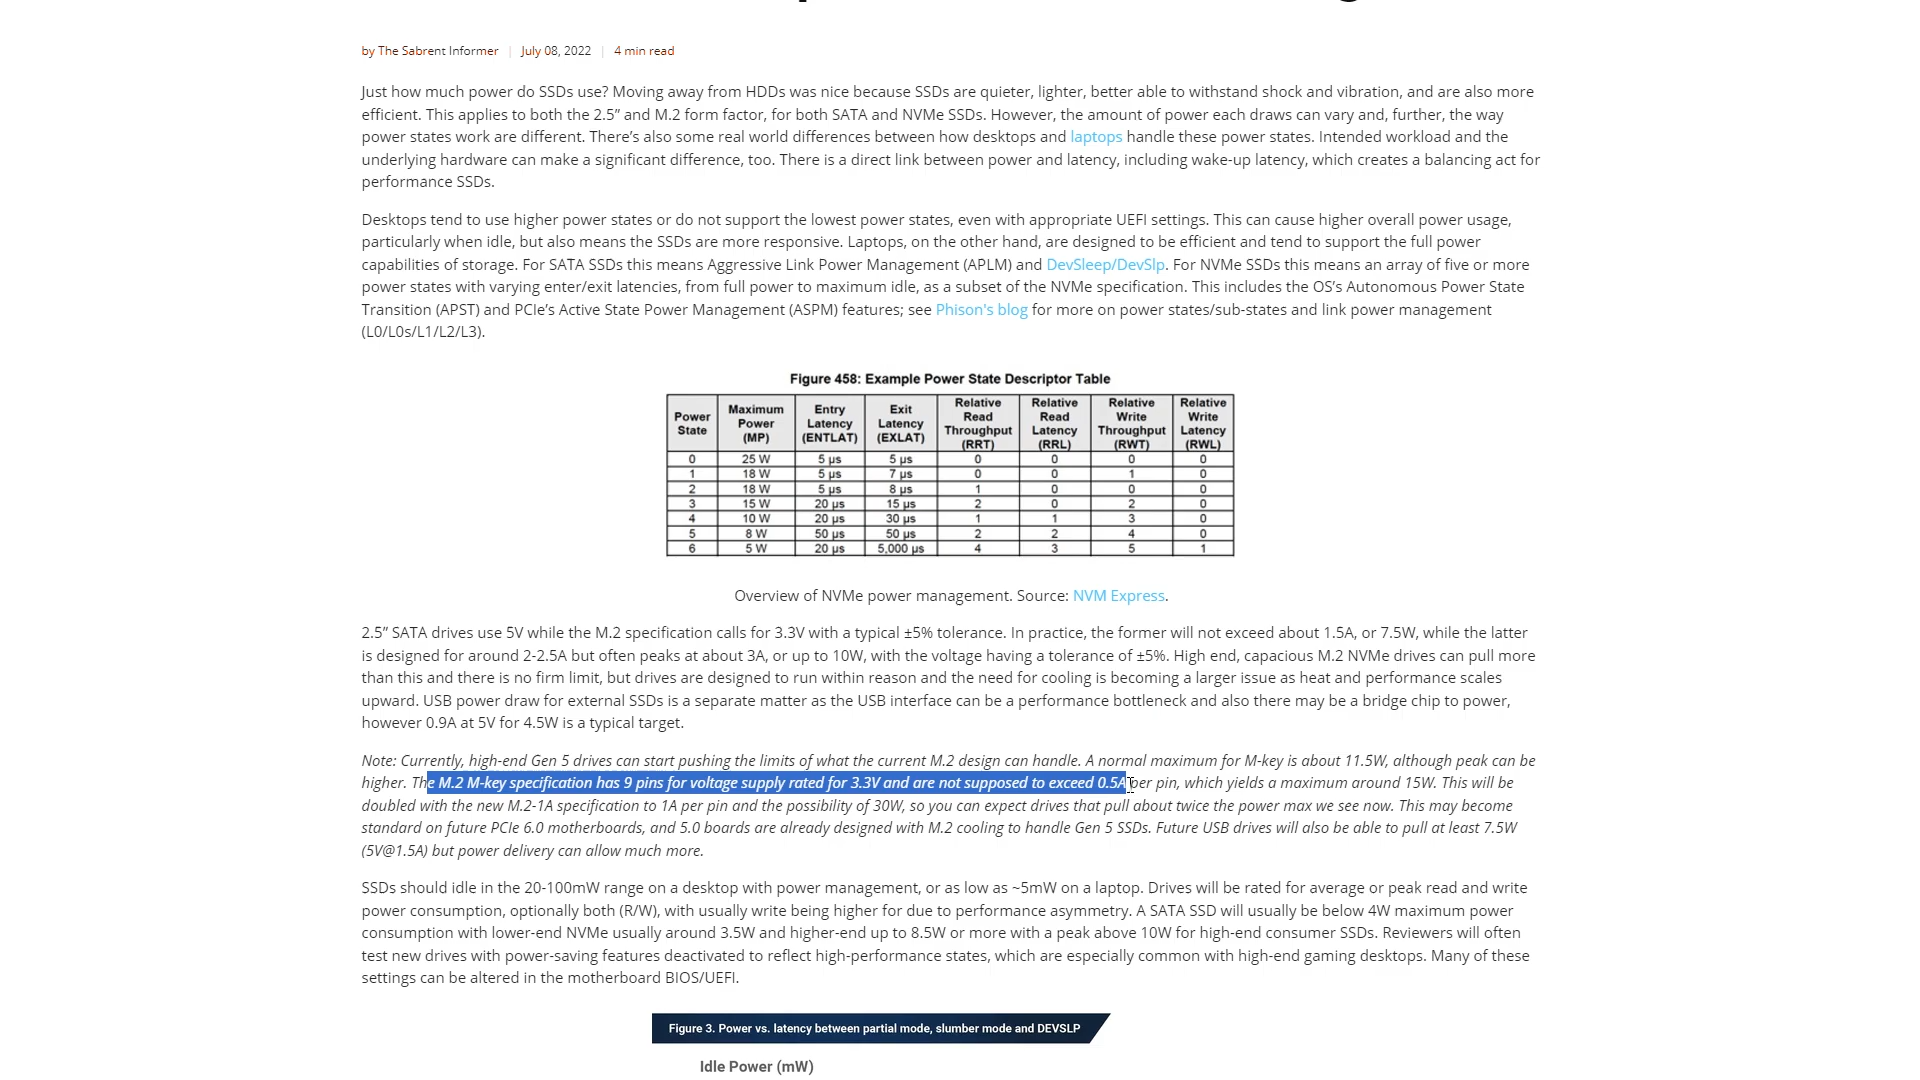 by The Sabrent Informer | July 08, 2022 | 4 min read
Just how much power do SSDs use? Moving away from HDDs was nice because SSDs are quieter, lighter, better able to withstand shock and vibration, and are also more
efficient. This applies to both the 2.5” and M.2 form factor, for both SATA and NVMe SSDs. However, the amount of power each draws can vary and, further, the way
power states work are different. There’s also some real world differences between how desktops and laptops handle these power states. Intended workload and the
underlying hardware can make a significant difference, too. There is a direct link between power and latency, including wake-up latency, which creates a balancing act for
performance SSDs.
Desktops tend to use higher power states or do not support the lowest power states, even with appropriate UEFI settings. This can cause higher overall power usage,
particularly when idle, but also means the SSDs are more responsive. Laptops, on the other hand, are designed to be efficient and tend to support the full power
capabilities of storage. For SATA SSDs this means Aggressive Link Power Management (APLM) and DevSleep/DevSlp. For NVMe SSDs this means an array of five or more
power states with varying enter/exit latencies, from full power to maximum idle, as a subset of the NVMe specification. This includes the OS’s Autonomous Power State
Transition (APST) and PCIe’s Active State Power Management (ASPM) features; see Phison's blog for more on power states/sub-states and link power management
(L0/L0s/L1/L2/L3).
Figure 458: Example Power State Descriptor Table
Power State | Maximum Power (MP) | Entry Latency (ENTLAT) | Exit Latency (EXLAT) | Relative Read Throughput (RRT) | Relative Read Latency (RRL) | Relative Write Throughput (RWT) | Relative Write Latency (RWL)
0 25 W 5 µs 5 µs 0 0 0 0
1 18 W 5 µs 7 µs 0 0 1 0
2 18 W 5 µs 8 µs 1 0 0 0
3 15 W 20 µs 15 µs 2 0 2 0
4 10 W 20 µs 30 µs 1 1 3 0
5 8 W 50 µs 50 µs 2 2 4 0
6 5 W 20 µs 5,000 µs 4 3 5 1
Overview of NVMe power management. Source: NVM Express.
2.5” SATA drives use 5V while the M.2 specification calls for 3.3V with a typical ±5% tolerance. In practice, the former will not exceed about 1.5A, or 7.5W, while the latter
is designed for around 2-2.5A but often peaks at about 3A, or up to 10W, with the voltage having a tolerance of ±5%. High end, capacious M.2 NVMe drives can pull more
than this and there is no firm limit, but drives are designed to run within reason and the need for cooling is becoming a larger issue as heat and performance scales
upward. USB power draw for external SSDs is a separate matter as the USB interface can be a performance bottleneck and also there may be a bridge chip to power,
however 0.9A at 5V for 4.5W is a typical target.
Note: Currently, high-end Gen 5 drives can start pushing the limits of what the current M.2 design can handle. A normal maximum for M-key is about 11.5W, although peak can be
higher. The M.2 M-key specification has 9 pins for voltage supply rated for 3.3V and are not supposed to exceed 0.5A per pin, which yields a maximum around 15W. This will be
doubled with the new M.2-1A specification to 1A per pin and the possibility of 30W, so you can expect drives that pull about twice the power max we see now. This may become
standard on future PCIe 6.0 motherboards, and 5.0 boards are already designed with M.2 cooling to handle Gen 5 SSDs. Future USB drives will also be able to pull at least 7.5W
(5V@1.5A) but power delivery can allow much more.
SSDs should idle in the 20-100mW range on a desktop with power management, or as low as ~5mW on a laptop. Drives will be rated for average or peak read and write
power consumption, optionally both (R/W), with usually write being higher for due to performance asymmetry. A SATA SSD will usually be below 4W maximum power
consumption with lower-end NVMe usually around 3.5W and higher-end up to 8.5W or more with a peak above 10W for high-end consumer SSDs. Reviewers will often
test new drives with power-saving features deactivated to reflect high-performance states, which are especially common with high-end gaming desktops. Many of these
settings can be altered in the motherboard BIOS/UEFI.
Figure 3. Power vs. latency between partial mode, slumber mode and DEVSLP
Idle Power (mW)